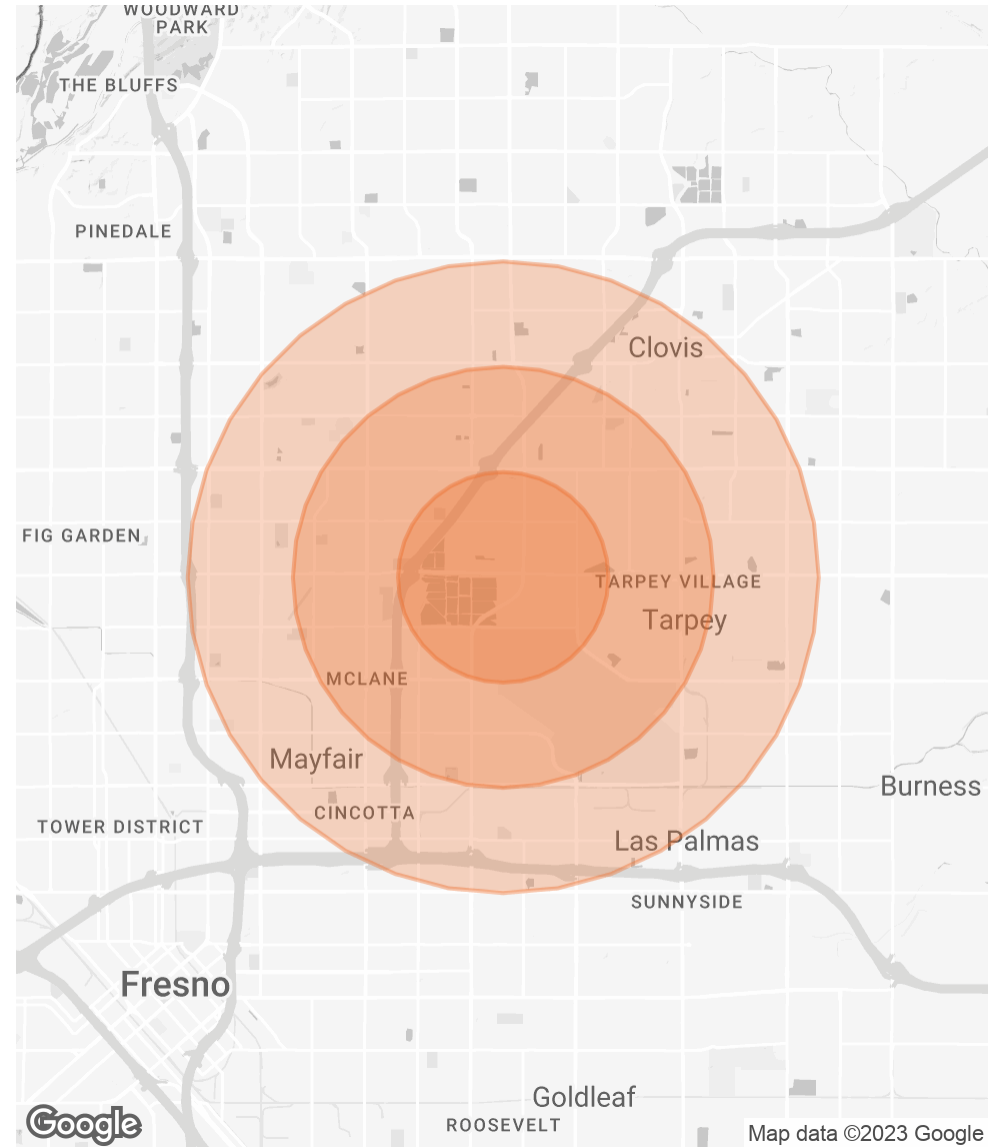 WOODWARD
PARK
THE BLUFFS
PINEDALE
Clovis
FIG GARDEN
TARPEY VILLAGE
Tarpey
MCLANE
Mayfair
Burness
CINCOTTA
TOWER DISTRICT
Las Palmas
SUNNYSIDE
Fresno
Goldleaf
ROOSEVELT
Google
Map data ©2023 Google